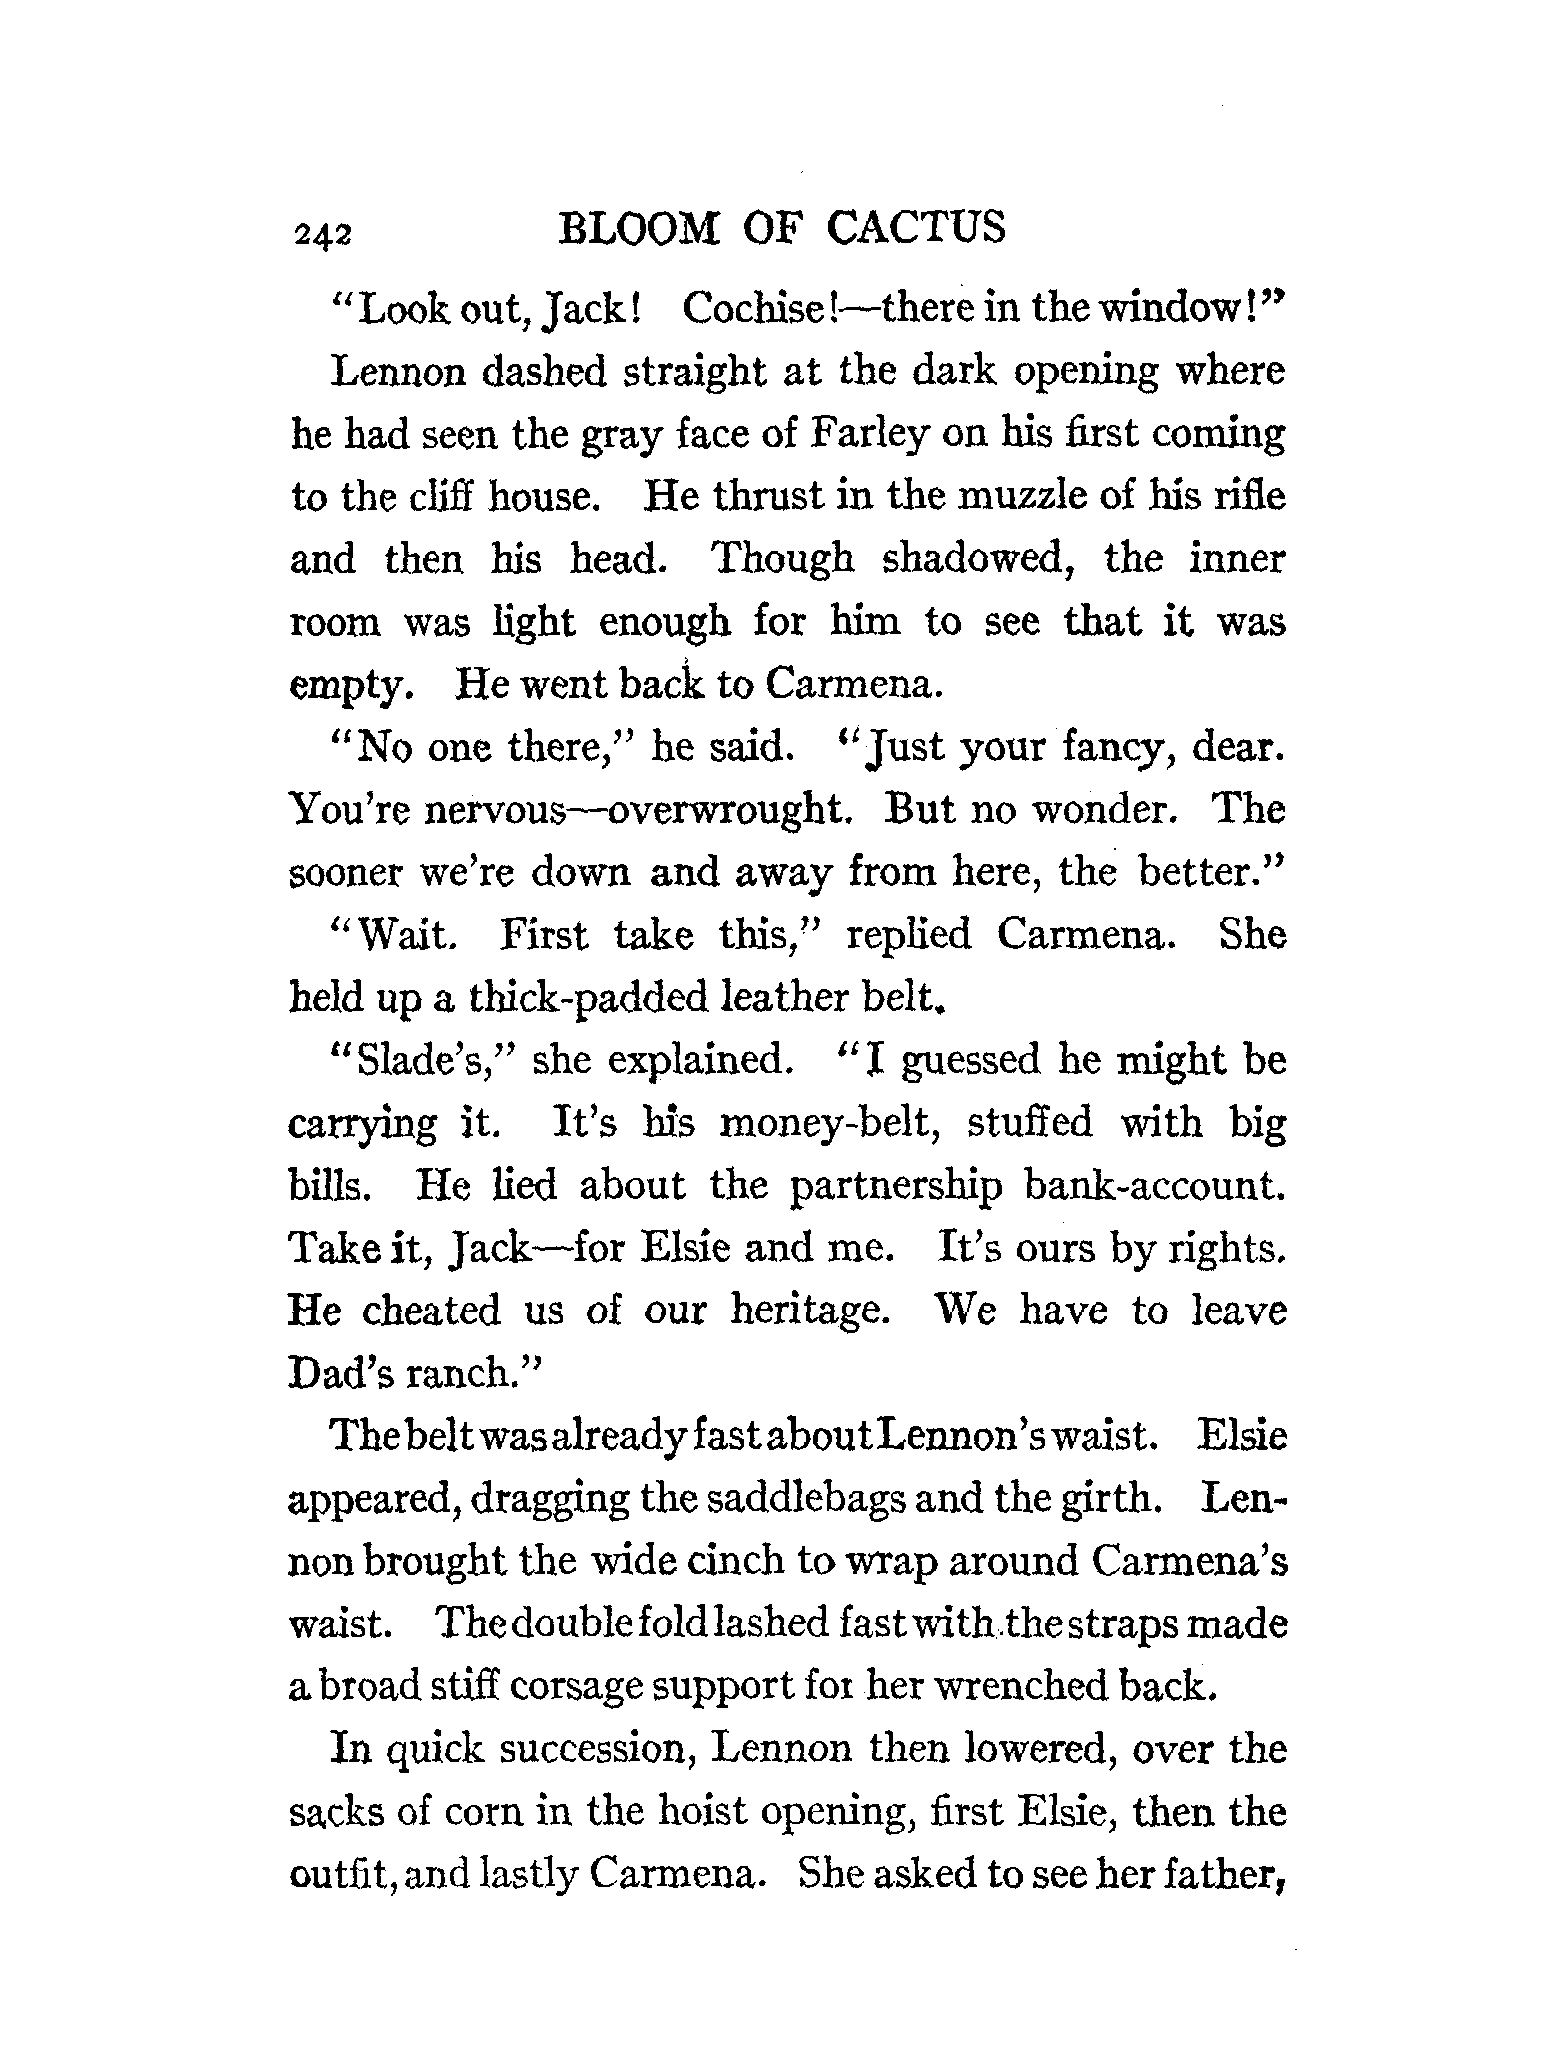 242 BLOOM OF CACTUS
"Look out, Jack! Cochise!—there in the window!"
Lennon dashed straight at the dark opening where
he had seen the gray face of Farley on his first coming
to the cliff house. He thrust in the muzzle of his rifle
and then his head. Though shadowed, the inner
room was light enough for him to see that it was
empty. He went back to Carmena.
"No one there," he said. "Just your fancy, dear.
You're nervous—overwrought. But no wonder. The
sooner we're down and away from here, the better."
"Wait. First take this," replied Carmena. She
held up a thick-padded leather belt.
"Slade's," she explained. "I guessed he might be
carrying it. It's his money-belt, stuffed with big
bills. He lied about the partnership bank-account.
Take it, Jack—for Elsie and me. It's ours by rights.
He cheated us of our heritage. We have to leave
Dad's ranch."
The belt was already fast about Lennon's waist. Elsie
appeared, dragging the saddlebags and the girth. Len-
non brought the wide cinch to wrap around Carmena's
waist. The double fold lashed fast with the straps made
a broad stiff corsage support for her wrenched back.
In quick succession, Lennon then lowered, over the
sacks of corn in the hoist opening, first Elsie, then the
outfit, and lastly Carmena. She asked to see her father,